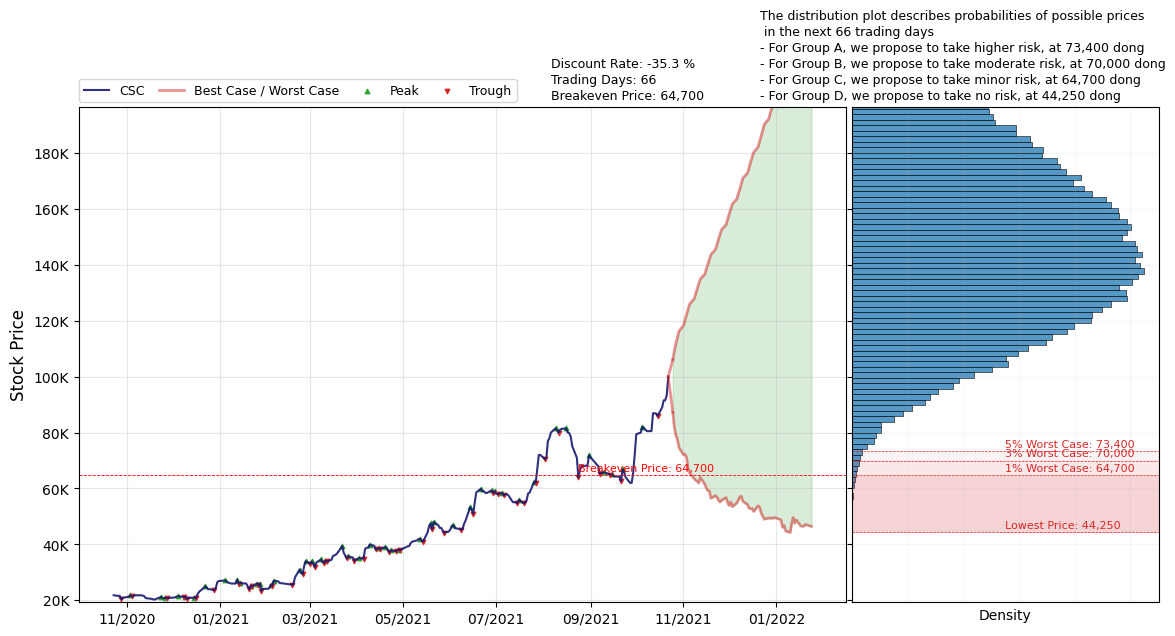 The distribution plot describes probabilities of possible prices
in the next 66 trading days
- For Group A, we propose to take higher risk, at 73,400 dong
- For Group B, we propose to take moderate risk, at 70,000 dong
- For Group C, we propose to take minor risk, at 64,700 dong
- For Group D, we propose to take no risk, at 44,250 dong
Discount Rate: -35.3 %
Trading Days: 66
Breakeven Price: 64,700
CSC Best Case / Worst Case Peak Trough
Stock Price
180K
160K
140K
120K
100K
80K
60K
40K
20K
Breakeven Price: 64,700
5% Worst Case: 73,400
3% Worst Case: 70,000
1% Worst Case: 64,700
Lowest Price: 44,250
11/2020 01/2021 03/2021 05/2021 07/2021 09/2021 11/2021 01/2022
Density